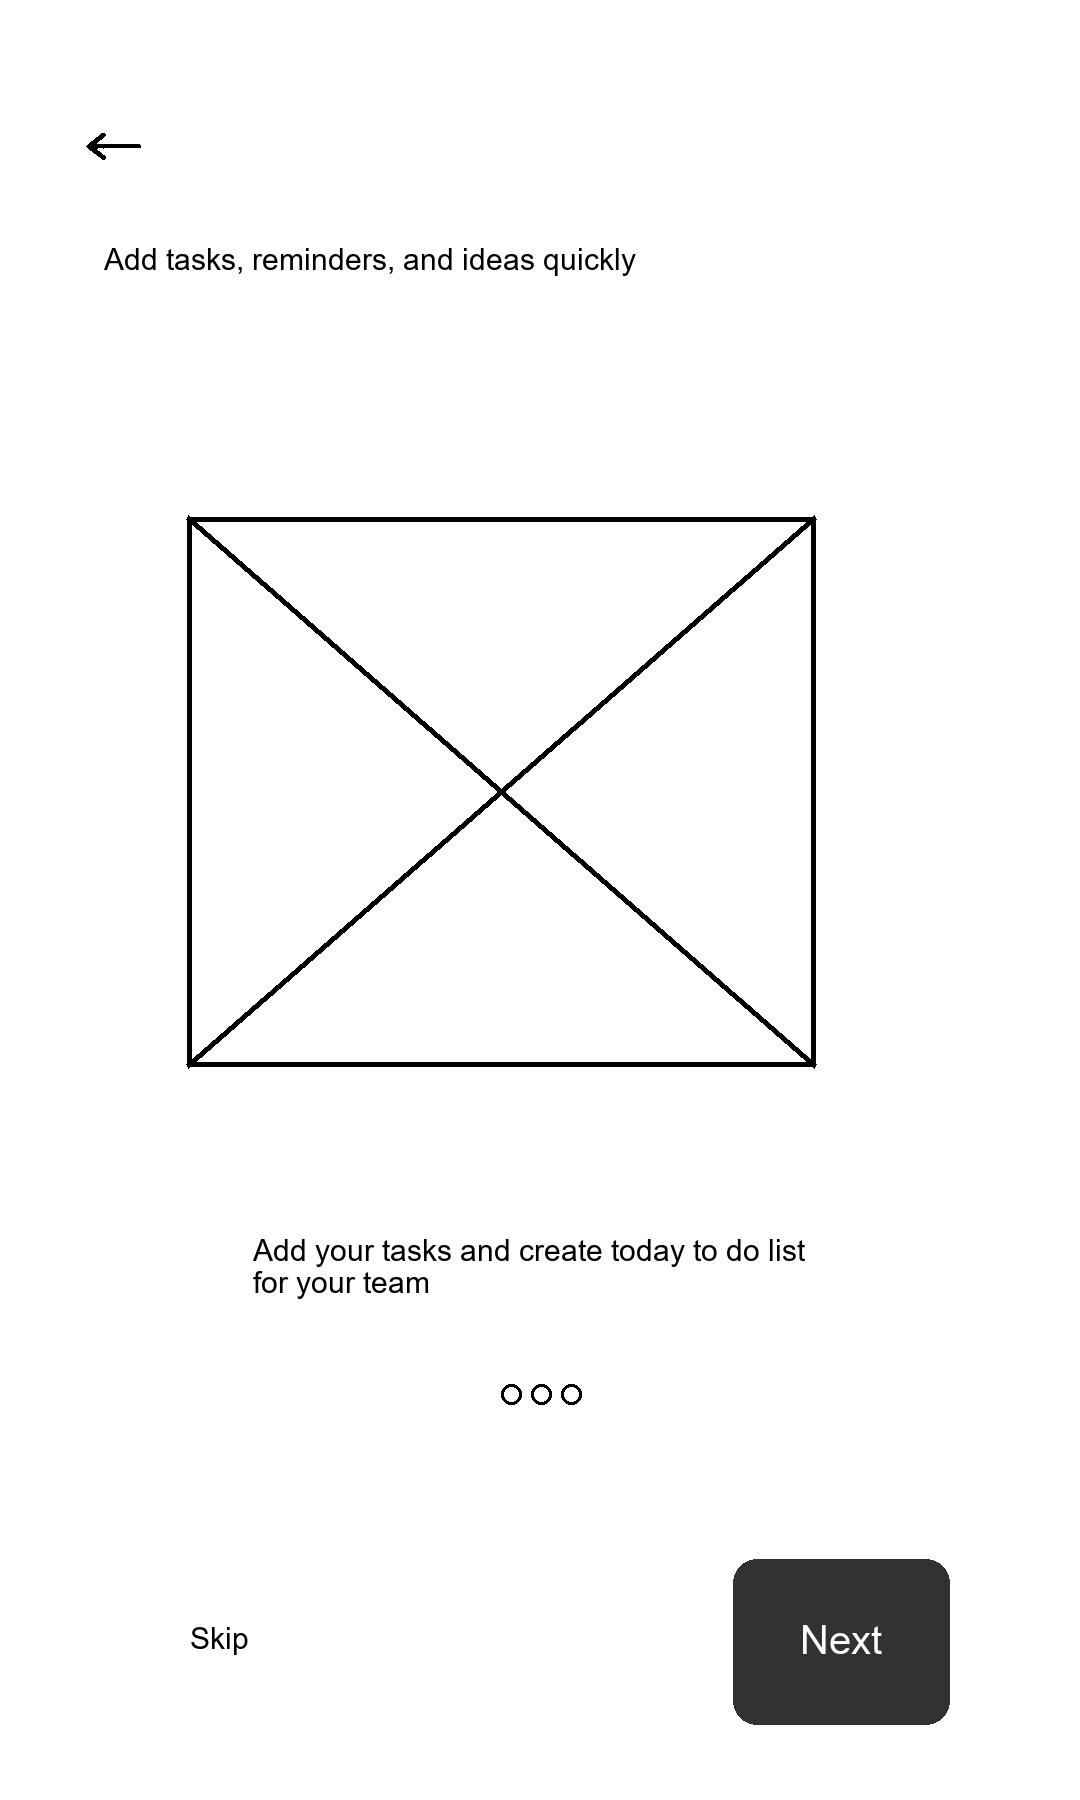 Add tasks, reminders, and ideas quickly
Add your tasks and create today to do list
for your team
Skip
Next